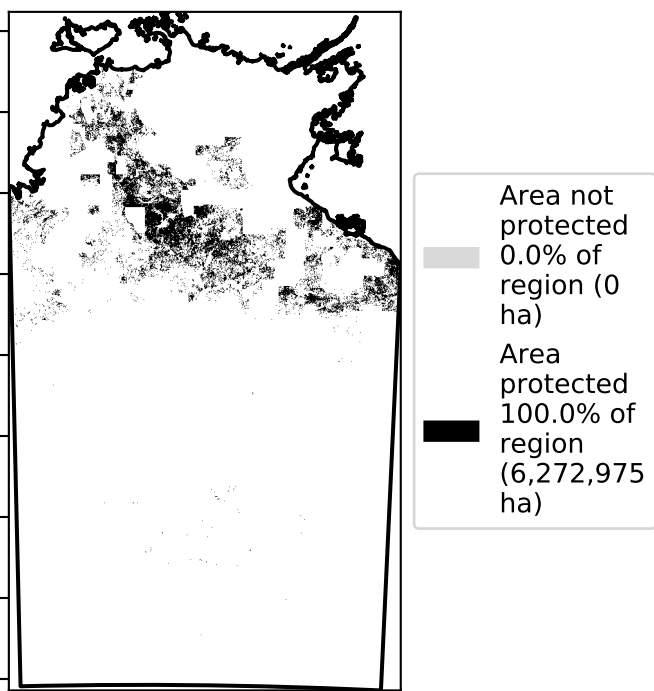 Area not
protected
0.0% of
region (0
ha)
Area
protected
100.0% of
region
(6,272,975
ha)